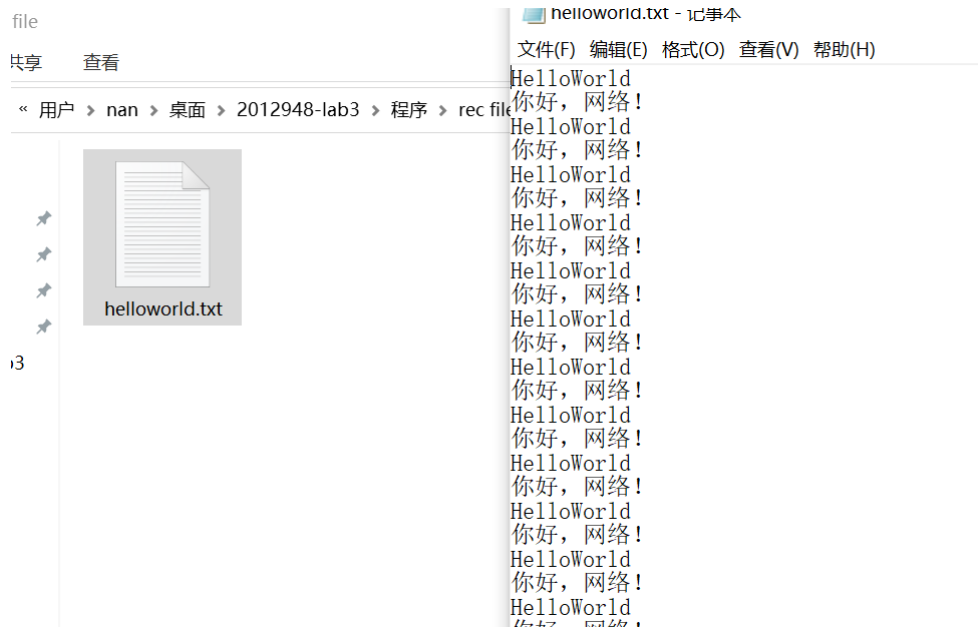 file
共享 查看
« 用户 > nan > 桌面 > 2012948-lab3 > 程序 > rec file
helloworld.txt
helloworld.txt - 记事本
文件(F) 编辑(E) 格式(O) 查看(V) 帮助(H)
HelloWorld
你好，网络！
HelloWorld
你好，网络！
HelloWorld
你好，网络！
HelloWorld
你好，网络！
HelloWorld
你好，网络！
HelloWorld
你好，网络！
HelloWorld
你好，网络！
HelloWorld
你好，网络！
HelloWorld
你好，网络！
HelloWorld
你好，网络！
HelloWorld
你好，网络！
HelloWorld
你好，网络！